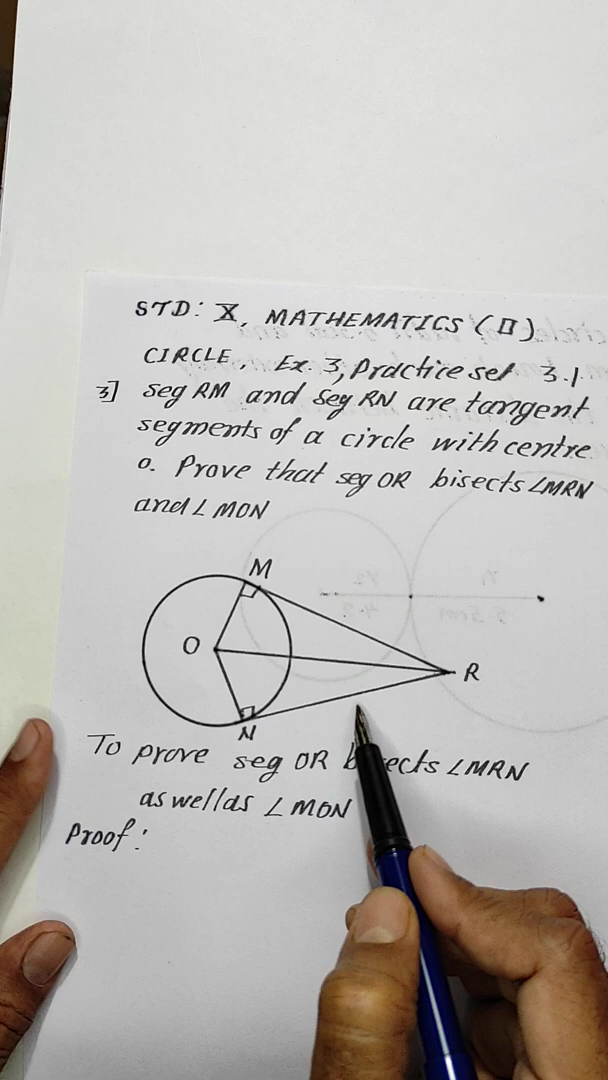 STD: X, MATHEMATICS (II)
CIRCLE, Ex. 3, Practice set 3.1
3] seg RM and seg RN are tangent
segments of a circle with centre
o. Prove that seg OR bisects ∠MRN
and ∠MON
M
O
R
N
To prove seg OR b ects ∠MRN
as wellas ∠MON
Proof: